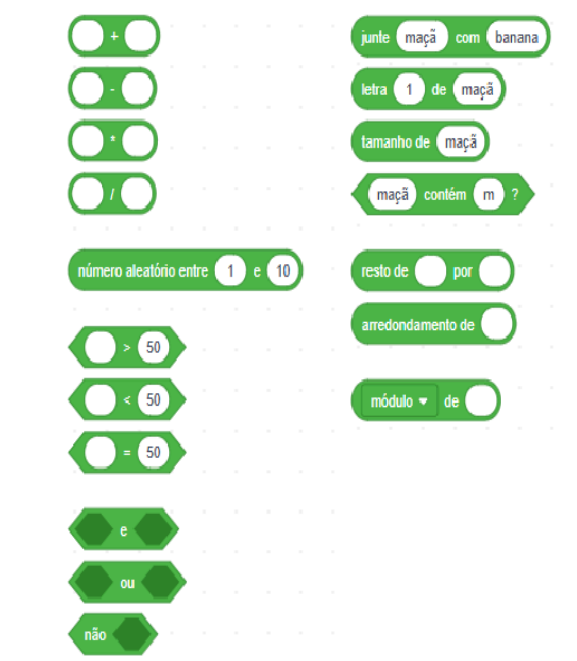 +
-
*
/
número aleatório entre 1 e 10
> 50
< 50
= 50
e
ou
não
junte maçã com banana
letra 1 de maçã
tamanho de maçã
maçã contém m ?
resto de por
arredondamento de
módulo de